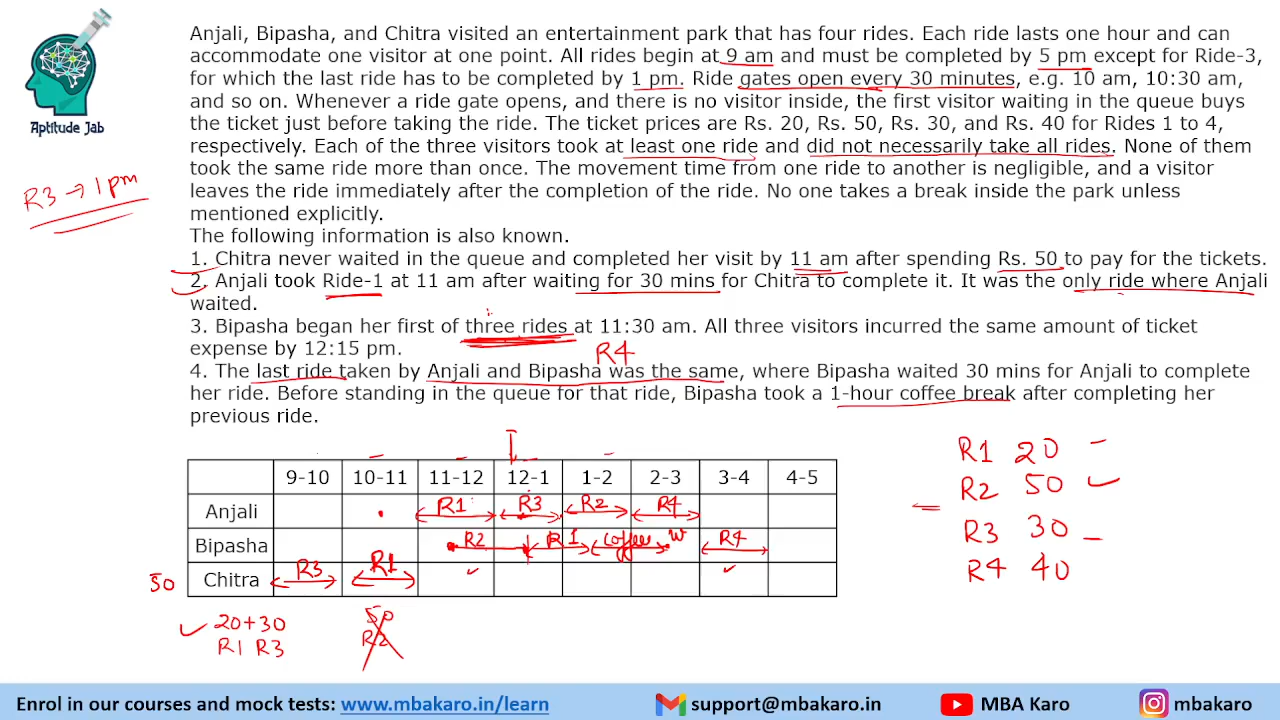 Anjali, Bipasha, and Chitra visited an entertainment park that has four rides. Each ride lasts one hour and can
accommodate one visitor at one point. All rides begin at 9 am and must be completed by 5 pm except for Ride-3,
for which the last ride has to be completed by 1 pm. Ride gates open every 30 minutes, e.g. 10 am, 10:30 am,
and so on. Whenever a ride gate opens, and there is no visitor inside, the first visitor waiting in the queue buys
the ticket just before taking the ride. The ticket prices are Rs. 20, Rs. 50, Rs. 30, and Rs. 40 for Rides 1 to 4,
respectively. Each of the three visitors took at least one ride and did not necessarily take all rides. None of them
took the same ride more than once. The movement time from one ride to another is negligible, and a visitor
leaves the ride immediately after the completion of the ride. No one takes a break inside the park unless
mentioned explicitly.
The following information is also known.
1. Chitra never waited in the queue and completed her visit by 11 am after spending Rs. 50 to pay for the tickets.
2. Anjali took Ride-1 at 11 am after waiting for 30 mins for Chitra to complete it. It was the only ride where Anjali
waited.
3. Bipasha began her first of three rides at 11:30 am. All three visitors incurred the same amount of ticket
expense by 12:15 pm.
R4
4. The last ride taken by Anjali and Bipasha was the same, where Bipasha waited 30 mins for Anjali to complete
her ride. Before standing in the queue for that ride, Bipasha took a 1-hour coffee break after completing her
previous ride.
Aptitude Jab
R3 → 1 pm
9-10 10-11 11-12 12-1 1-2 2-3 3-4 4-5
Anjali R1 R3 R2 R4
Bipasha R2 R1 coffee W R4
50 Chitra R3 R1
20+30
R1 R3
50
R2
R1 20
R2 50
R3 30
R4 40
Enrol in our courses and mock tests: www.mbakaro.in/learn support@mbakaro.in MBA Karo mbakaro